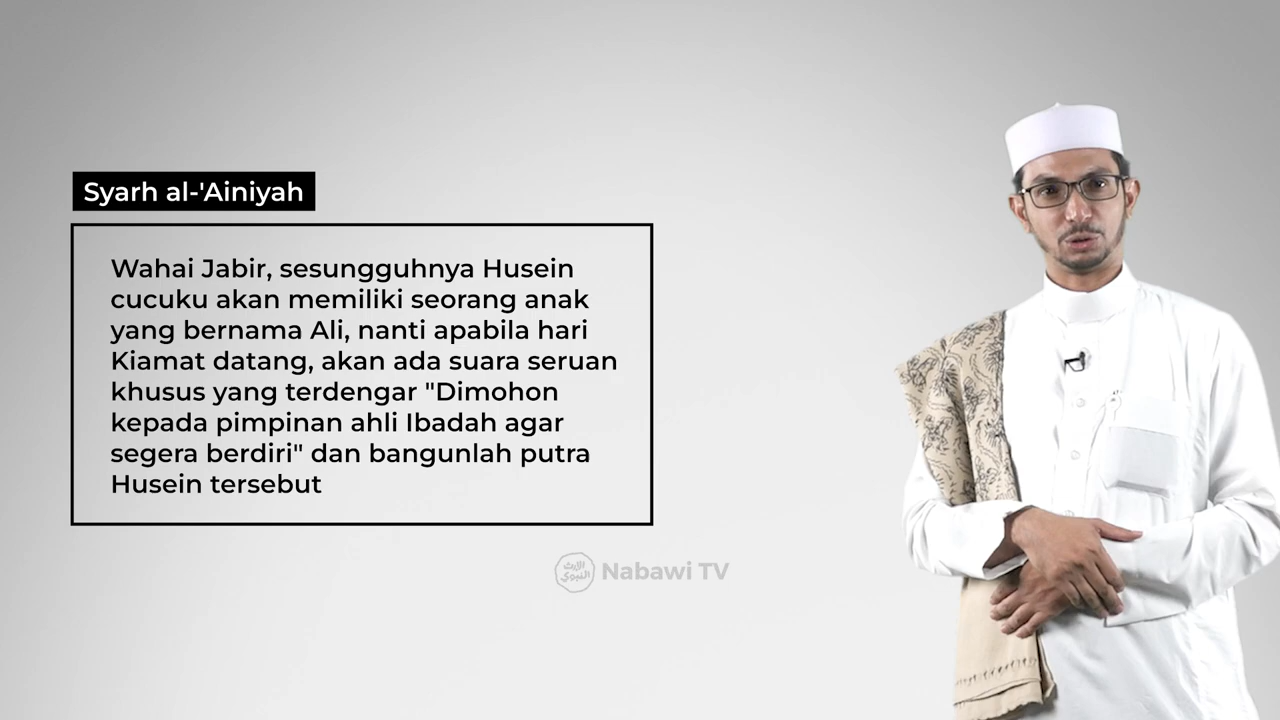 Syarh al-'Ainiyah
Wahai Jabir, sesungguhnya Husein
cucuku akan memiliki seorang anak
yang bernama Ali, nanti apabila hari
Kiamat datang, akan ada suara seruan
khusus yang terdengar "Dimohon
kepada pimpinan ahli Ibadah agar
segera berdiri" dan bangunlah putra
Husein tersebut
الإرث
النبوي
Nabawi TV